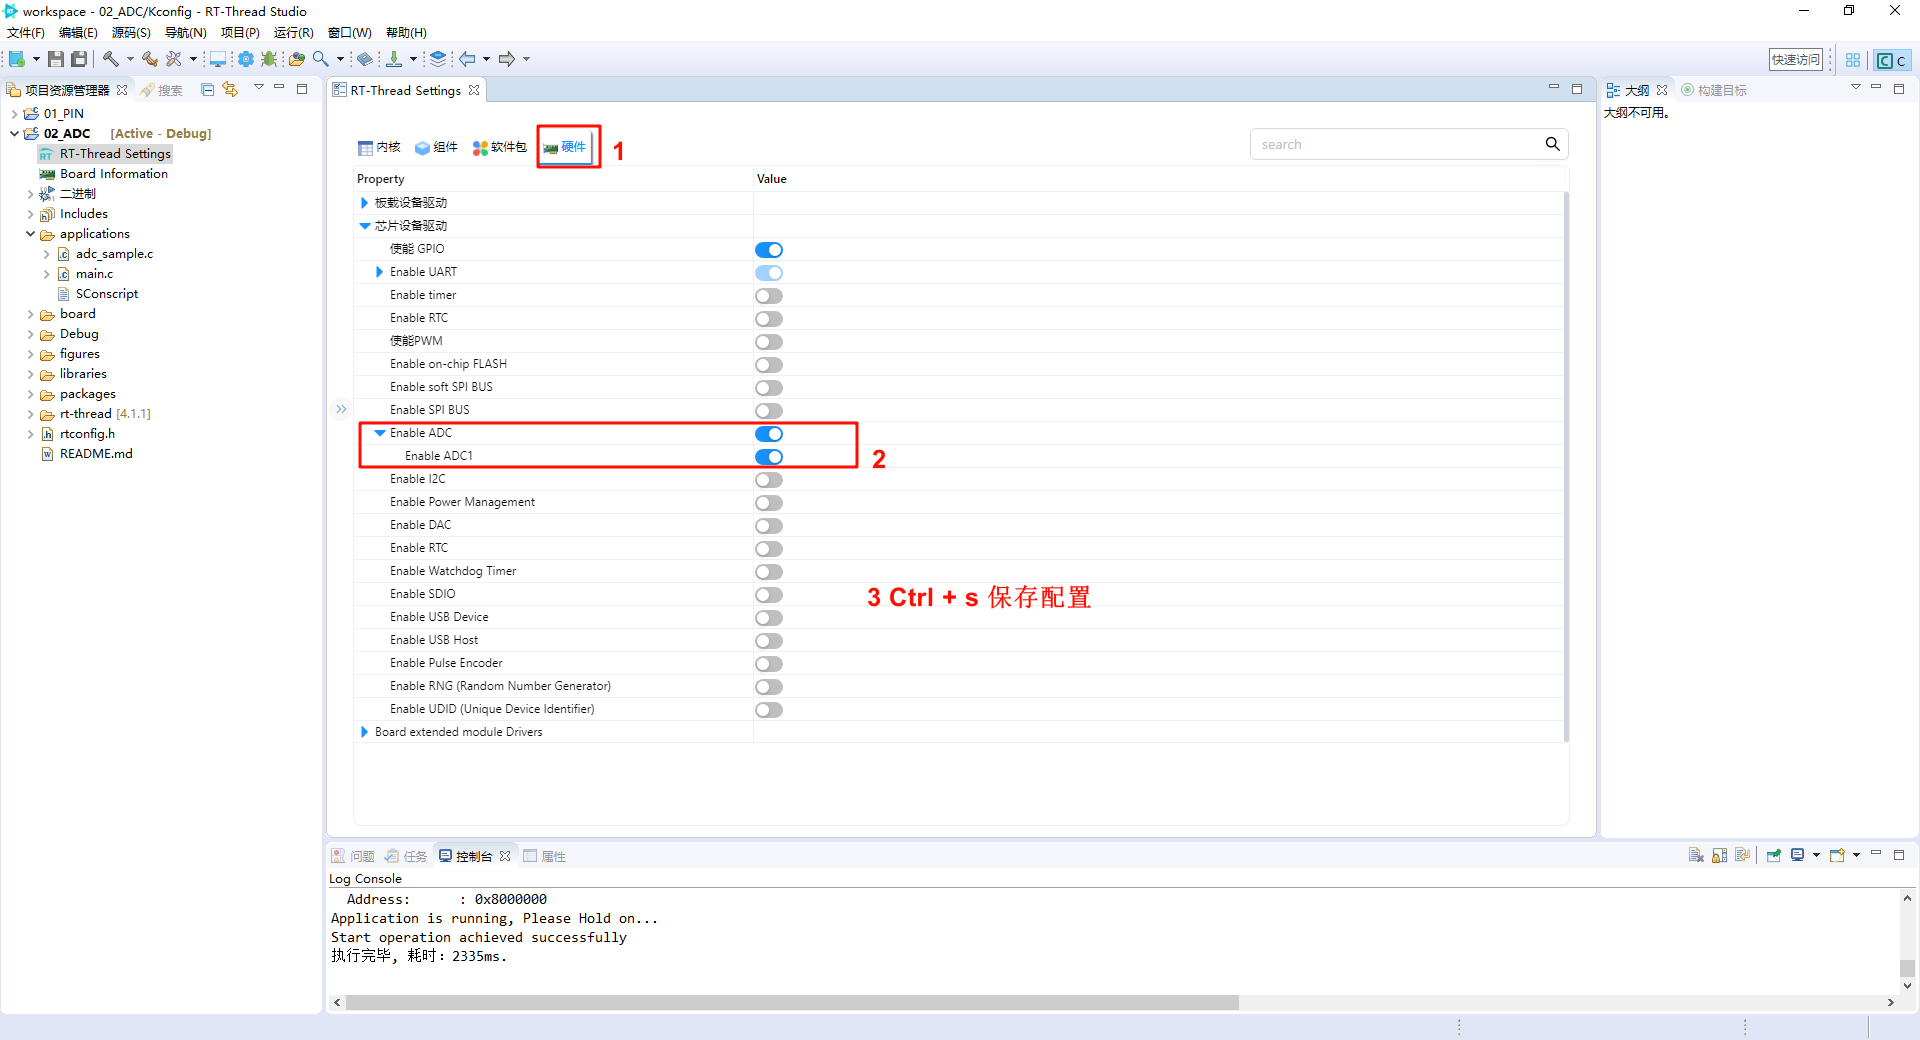 workspace - 02_ADC/Kconfig - RT-Thread Studio
文件(F) 编辑(E) 源码(S) 导航(N) 项目(P) 运行(R) 窗口(W) 帮助(H)
快速访问
C
项目资源管理器
搜索
01_PIN
02_ADC [Active - Debug]
RT-Thread Settings
Board Information
二进制
Includes
applications
adc_sample.c
main.c
SConscript
board
Debug
figures
libraries
packages
rt-thread [4.1.1]
rtconfig.h
README.md
RT-Thread Settings
内核 组件 软件包 硬件
1
search
Property Value
板载设备驱动
芯片设备驱动
使能 GPIO
Enable UART
Enable timer
Enable RTC
使能PWM
Enable on-chip FLASH
Enable soft SPI BUS
Enable SPI BUS
Enable ADC
Enable ADC1
2
Enable I2C
Enable Power Management
Enable DAC
Enable RTC
Enable Watchdog Timer
Enable SDIO
3 Ctrl + s 保存配置
Enable USB Device
Enable USB Host
Enable Pulse Encoder
Enable RNG (Random Number Generator)
Enable UDID (Unique Device Identifier)
Board extended module Drivers
大纲
构建目标
大纲不可用。
问题 任务 控制台 属性
Log Console
Address: : 0x8000000
Application is running, Please Hold on...
Start operation achieved successfully
执行完毕, 耗时：2335ms.